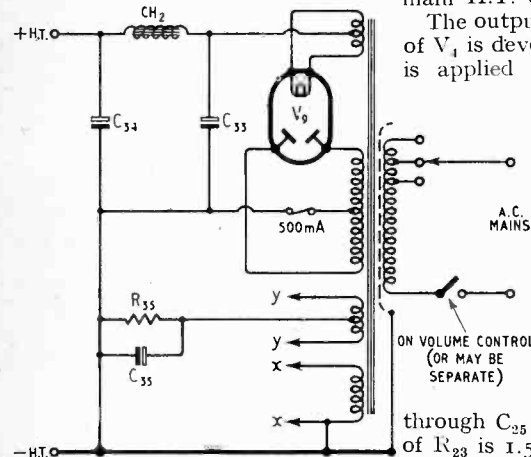 main H.T.
The outpu
of V4 is deve
is applied
CH2
+H.T.
V9
C34
C33
500mA
A.C.
MAINS
R35
C35
y
y
x
x
ON VOLUME CONTROL
(OR MAY BE
SEPARATE)
through C25
of R23 is 1.5
-H.T.